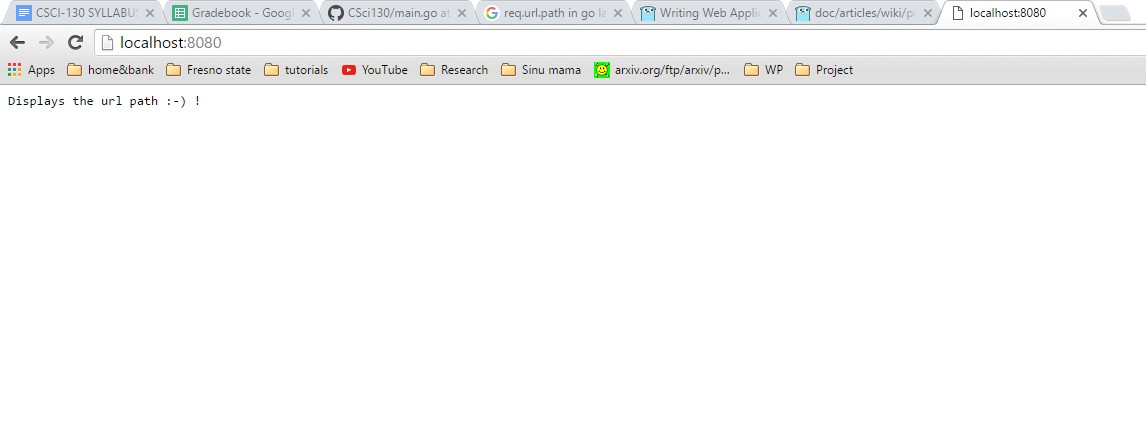 CSCI-130 SYLLABUS Gradebook - Googl CSci130/main.go at req.url.path in go la Writing Web Applic doc/articles/wiki/pa localhost:8080
localhost:8080
Apps home&bank Fresno state tutorials YouTube Research Sinu mama arxiv.org/ftp/arxiv/p... WP Project
Displays the url path :-) !